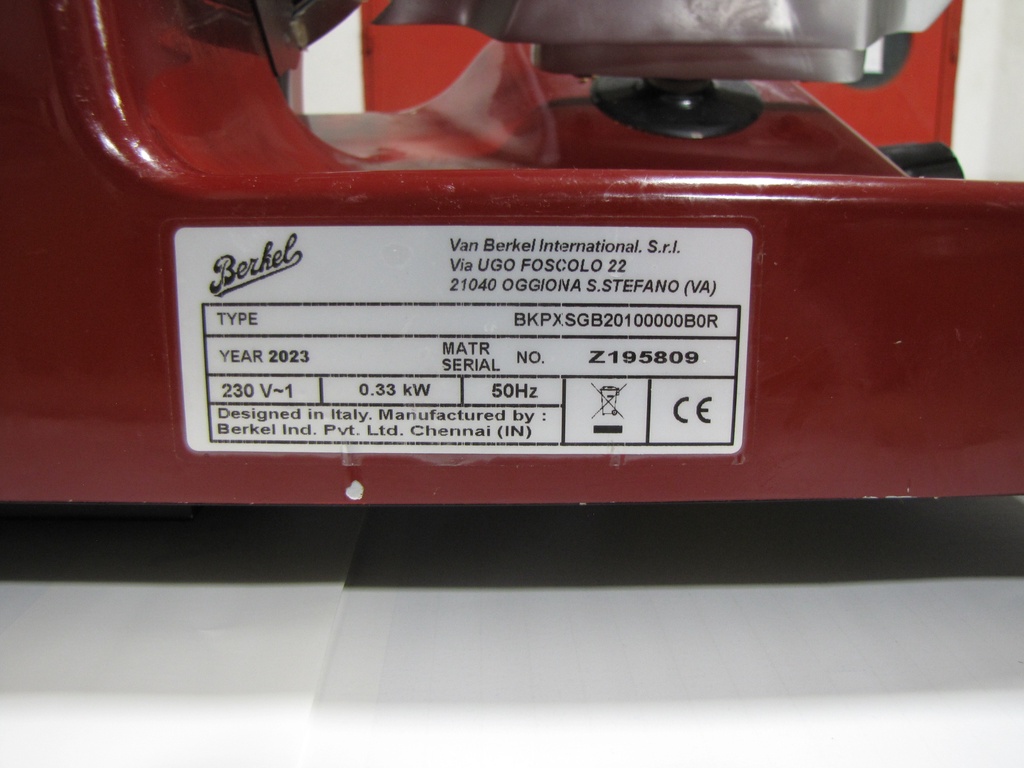 Berkel
Van Berkel International. S.r.l.
Via UGO FOSCOLO 22
21040 OGGIONA S.STEFANO (VA)
TYPE BKPXSGB20100000B0R
YEAR 2023 MATR SERIAL NO. Z195809
230 V~1 0.33 kW 50Hz
Designed in Italy. Manufactured by :
Berkel Ind. Pvt. Ltd. Chennai (IN)
CE